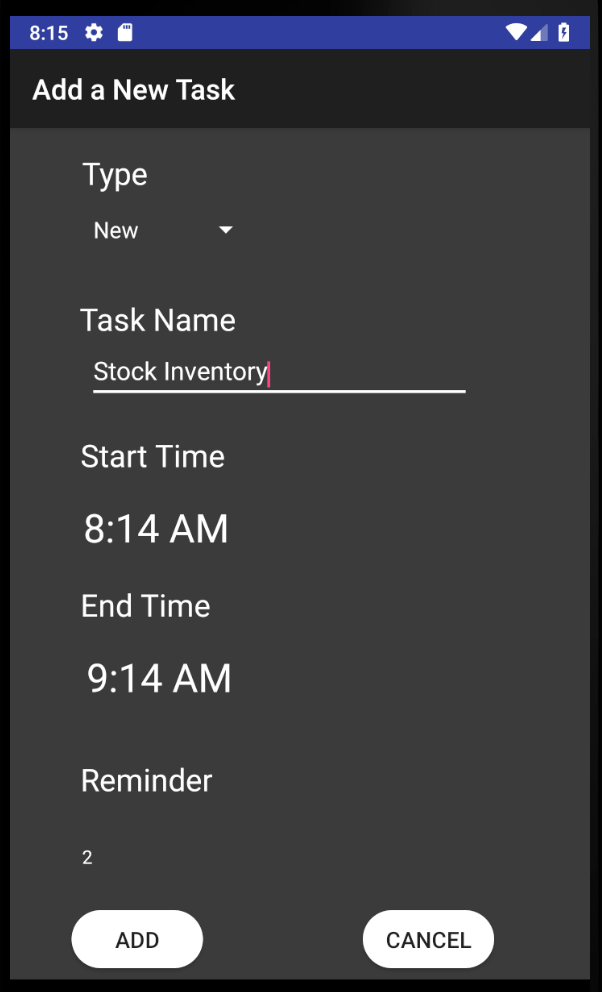 8:15
Add a New Task
Type
New
Task Name
Stock Inventory
Start Time
8:14 AM
End Time
9:14 AM
Reminder
2
ADD CANCEL